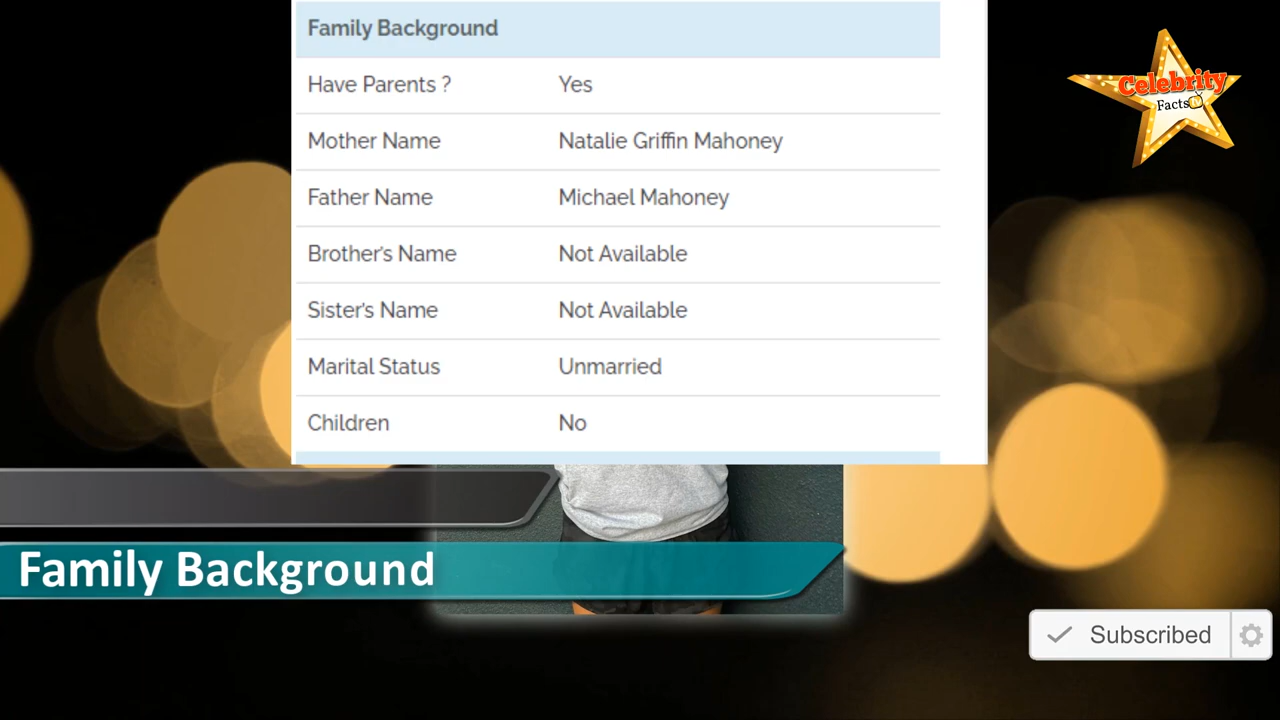 Family Background
Have Parents ? Yes
Mother Name Natalie Griffin Mahoney
Father Name Michael Mahoney
Brother's Name Not Available
Sister's Name Not Available
Marital Status Unmarried
Children No
Celebrity
Facts TV
Family Background
Subscribed